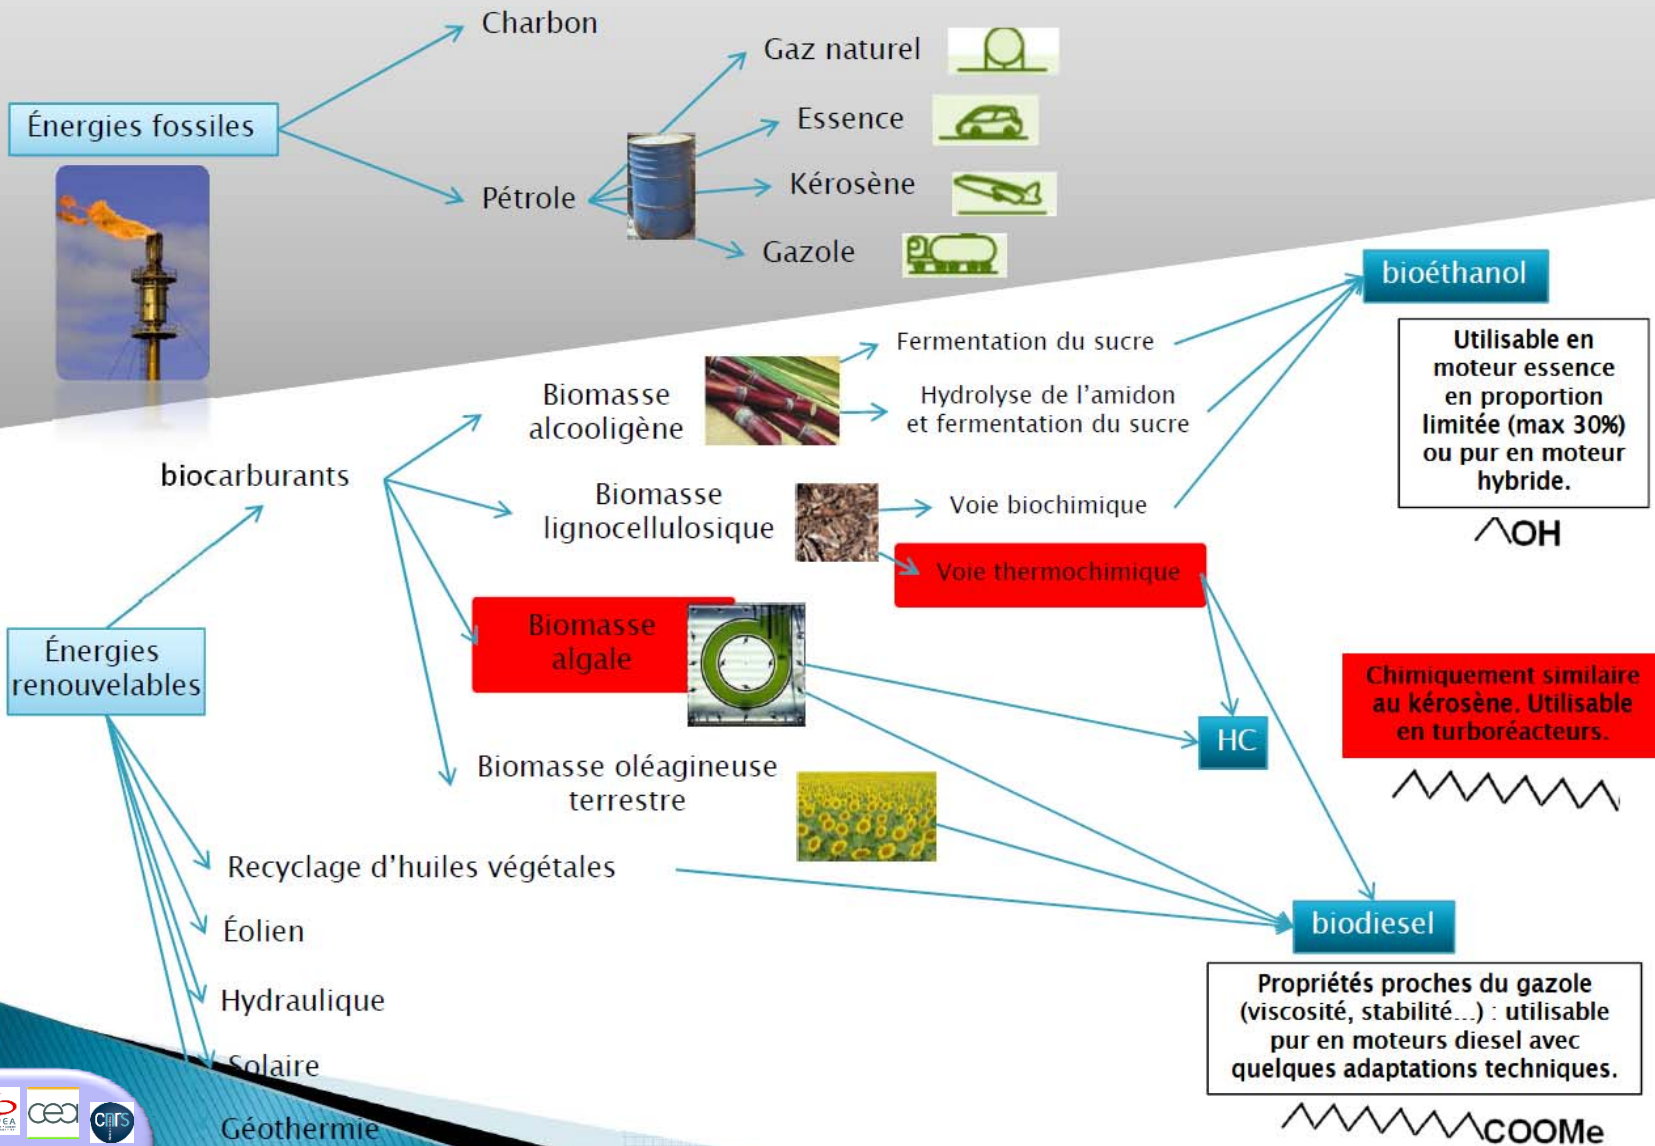 Charbon
Gaz naturel
Énergies fossiles
Essence
Pétrole
Kérosène
Gazole
bioéthanol
Utilisable en
moteur essence
en proportion
limitée (max 30%)
ou pur en moteur
hybride.
OH
Fermentation du sucre
Biomasse
alcooligène
Hydrolyse de l'amidon
et fermentation du sucre
biocarburants
Biomasse
lignocellulosique
Voie biochimique
Voie thermochimique
Biomasse
algale
Énergies
renouvelables
Chimiquement similaire
au kérosène. Utilisable
en turboréacteurs.
HC
Biomasse oléagineuse
terrestre
Recyclage d'huiles végétales
Éolien
Hydraulique
Solaire
Géothermie
biodiesel
Propriétés proches du gazole
(viscosité, stabilité...) : utilisable
pur en moteurs diesel avec
quelques adaptations techniques.
COOMe
cea
cnrs